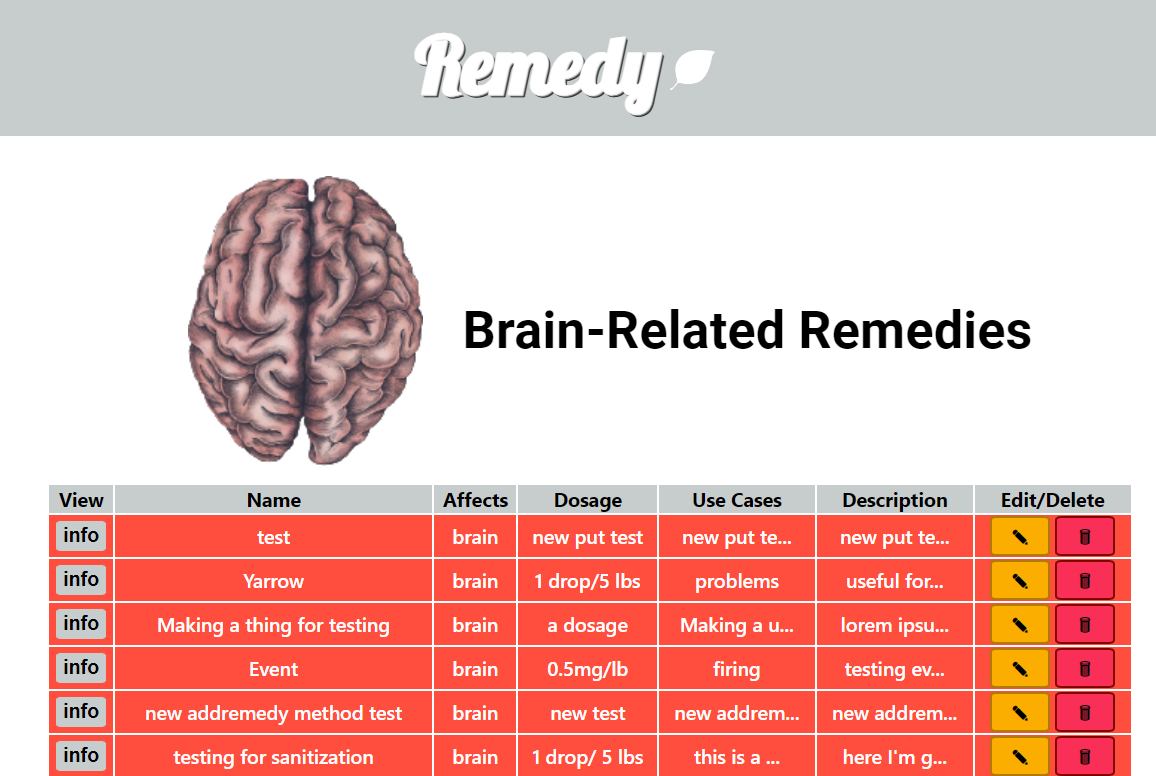 Remedy
Brain-Related Remedies
View Name Affects Dosage Use Cases Description Edit/Delete
info test brain new put test new put te... new put te...
info Yarrow brain 1 drop/5 lbs problems useful for...
info Making a thing for testing brain a dosage Making a u... lorem ipsu...
info Event brain 0.5mg/lb firing testing ev...
info new addremedy method test brain new test new addrem... new addrem...
info testing for sanitization brain 1 drop/ 5 lbs this is a ... here I'm g...